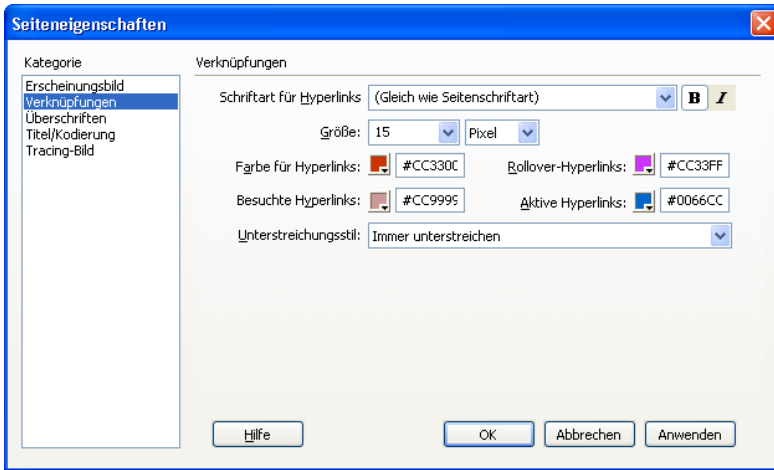 Seiteneigenschaften
Kategorie
Erscheinungsbild
Verknüpfungen
Überschriften
Titel/Kodierung
Tracing-Bild
Verknüpfungen
Schriftart für Hyperlinks (Gleich wie Seitenschriftart) B I
Größe: 15 Pixel
Farbe für Hyperlinks: #CC330C Rollover-Hyperlinks: #CC33FF
Besuchte Hyperlinks: #CC9999 Aktive Hyperlinks: #0066CC
Unterstreichungsstil: Immer unterstreichen
Hilfe OK Abbrechen Anwenden